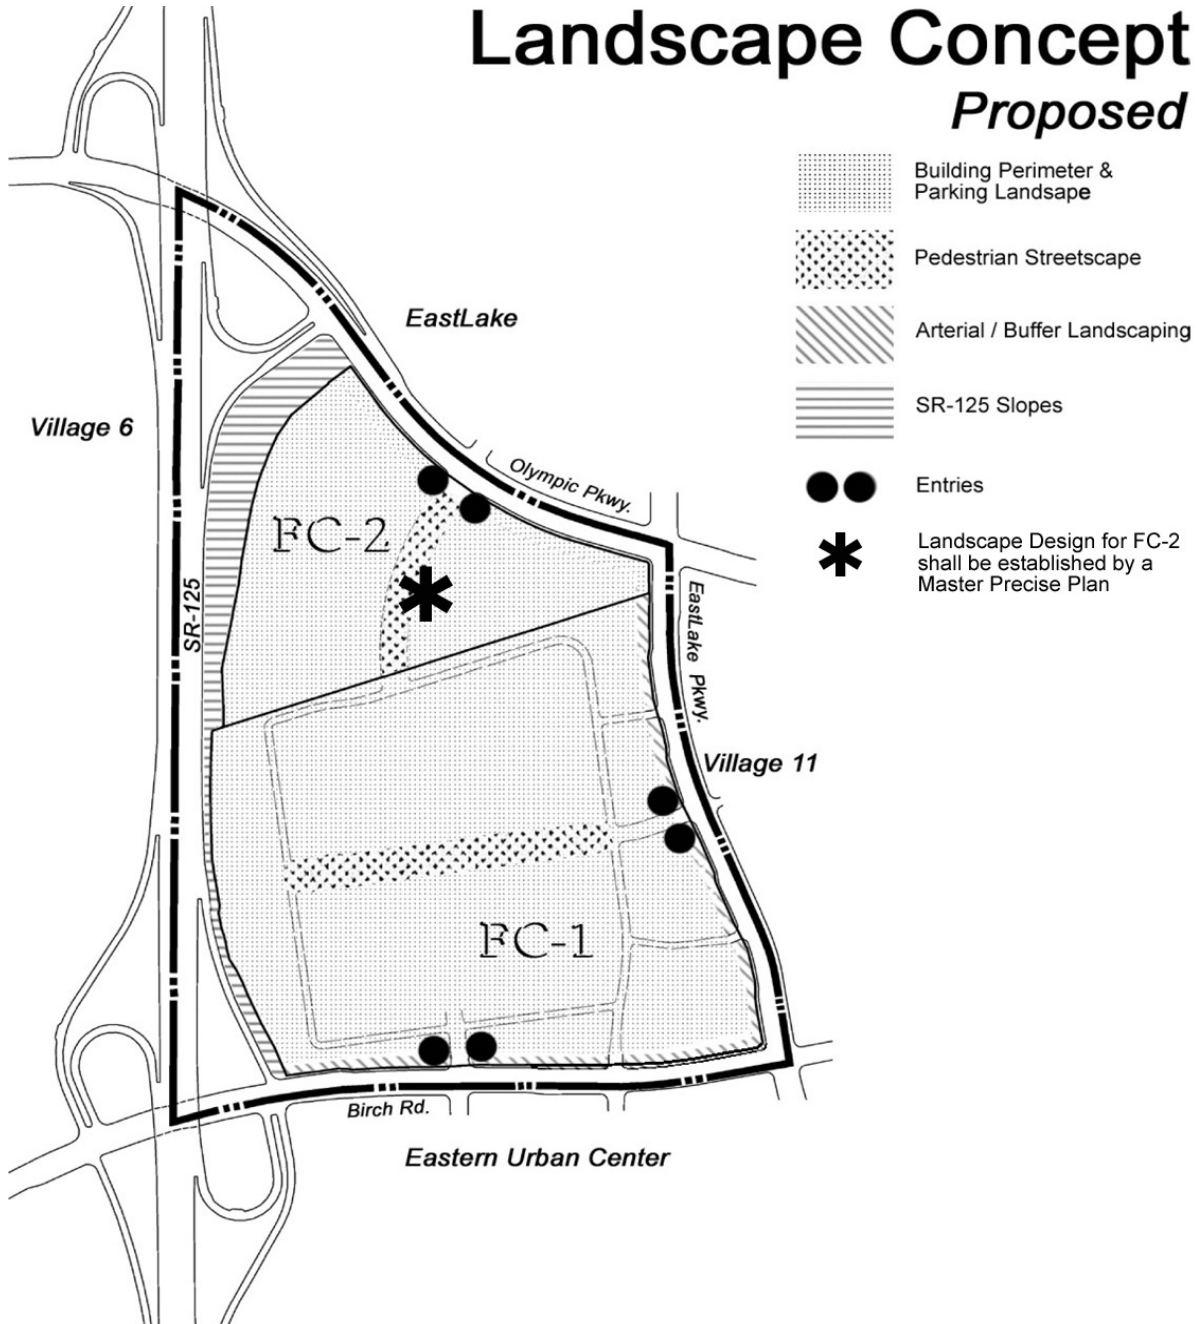 Landscape Concept
Proposed
Building Perimeter &
Parking Landsape
Pedestrian Streetscape
Arterial / Buffer Landscaping
SR-125 Slopes
Entries
Landscape Design for FC-2
shall be established by a
Master Precise Plan
EastLake
Village 6
Olympic Pkwy.
FC-2
SR-125
EastLake Pkwy.
Village 11
FC-1
Birch Rd.
Eastern Urban Center